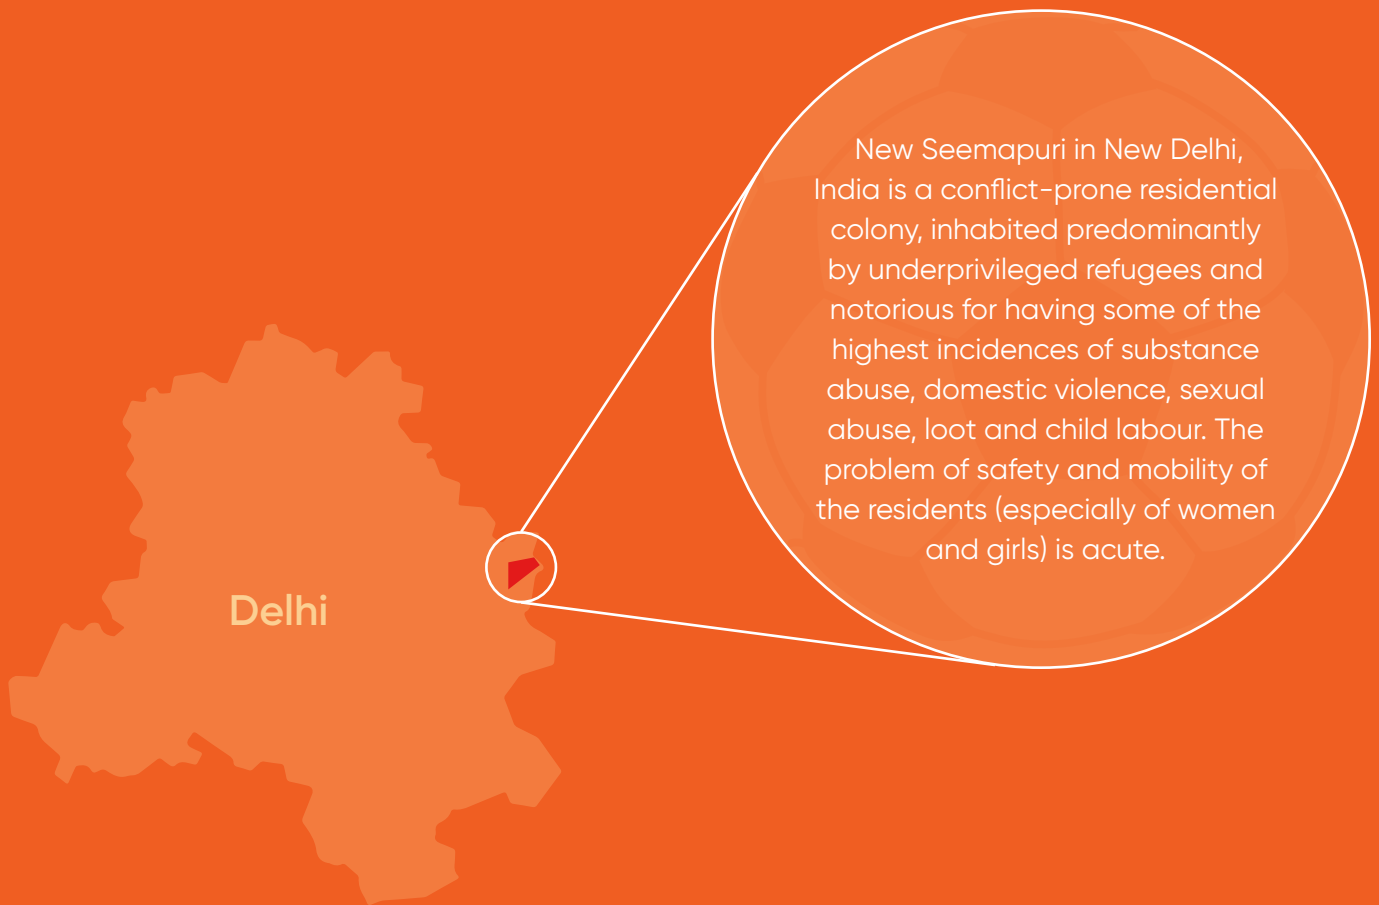 New Seemapuri in New Delhi,
India is a conflict-prone residential
colony, inhabited predominantly
by underprivileged refugees and
notorious for having some of the
highest incidences of substance
abuse, domestic violence, sexual
abuse, loot and child labour. The
problem of safety and mobility of
the residents (especially of women
and girls) is acute.
Delhi